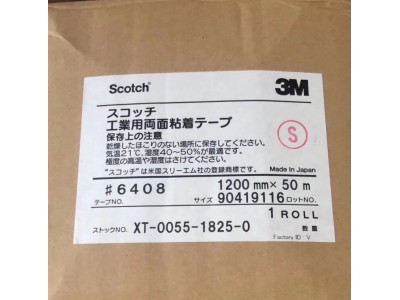 Scotch® 3M
スコッチ
工業用両面粘着テープ
保存上の注意
乾燥したほこりのない場所に保存してください。
気温21℃、湿度40〜50%が最適です。
極度の高温や湿度はさけてください。
S
"スコッチ"は米国スリーエム社の登録商標です。 Made in Japan
#6408 1200mm×50m
テープNO. サイズ 90419116 ロットNO.
1 ROLL
ストックNO. XT-0055-1825-0 数量
factory ID V